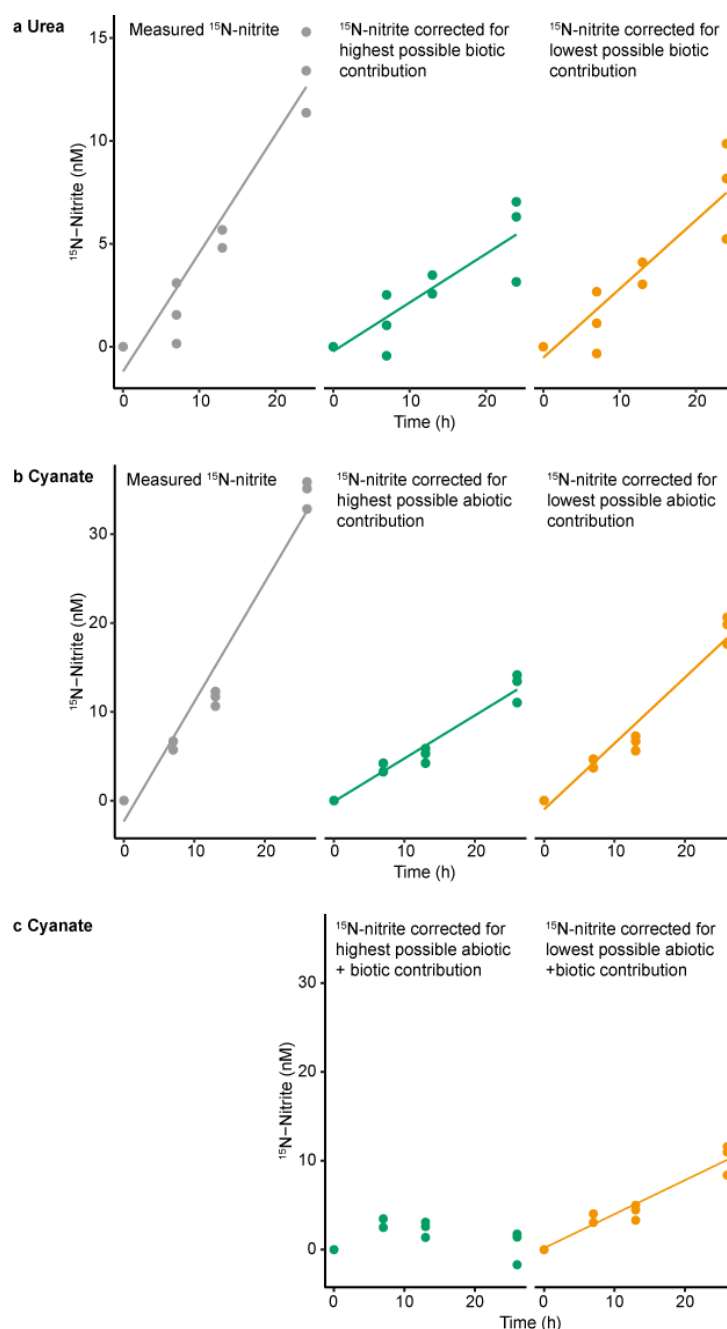 a Urea
Measured ¹⁵N-nitrite
¹⁵N-nitrite corrected for
highest possible biotic
contribution
¹⁵N-nitrite corrected for
lowest possible biotic
contribution
¹⁵N−Nitrite (nM)
15
10
5
0
0 10 20 0 10 20 0 10 20
Time (h)
b Cyanate
Measured ¹⁵N-nitrite
¹⁵N-nitrite corrected for
highest possible abiotic
contribution
¹⁵N-nitrite corrected for
lowest possible abiotic
contribution
¹⁵N−Nitrite (nM)
30
20
10
0
0 10 20 0 10 20 0 10 20
Time (h)
c Cyanate
¹⁵N-nitrite corrected for
highest possible abiotic
+ biotic contribution
¹⁵N-nitrite corrected for
lowest possible abiotic
+biotic contribution
¹⁵N−Nitrite (nM)
30
20
10
0
0 10 20 0 10 20
Time (h)